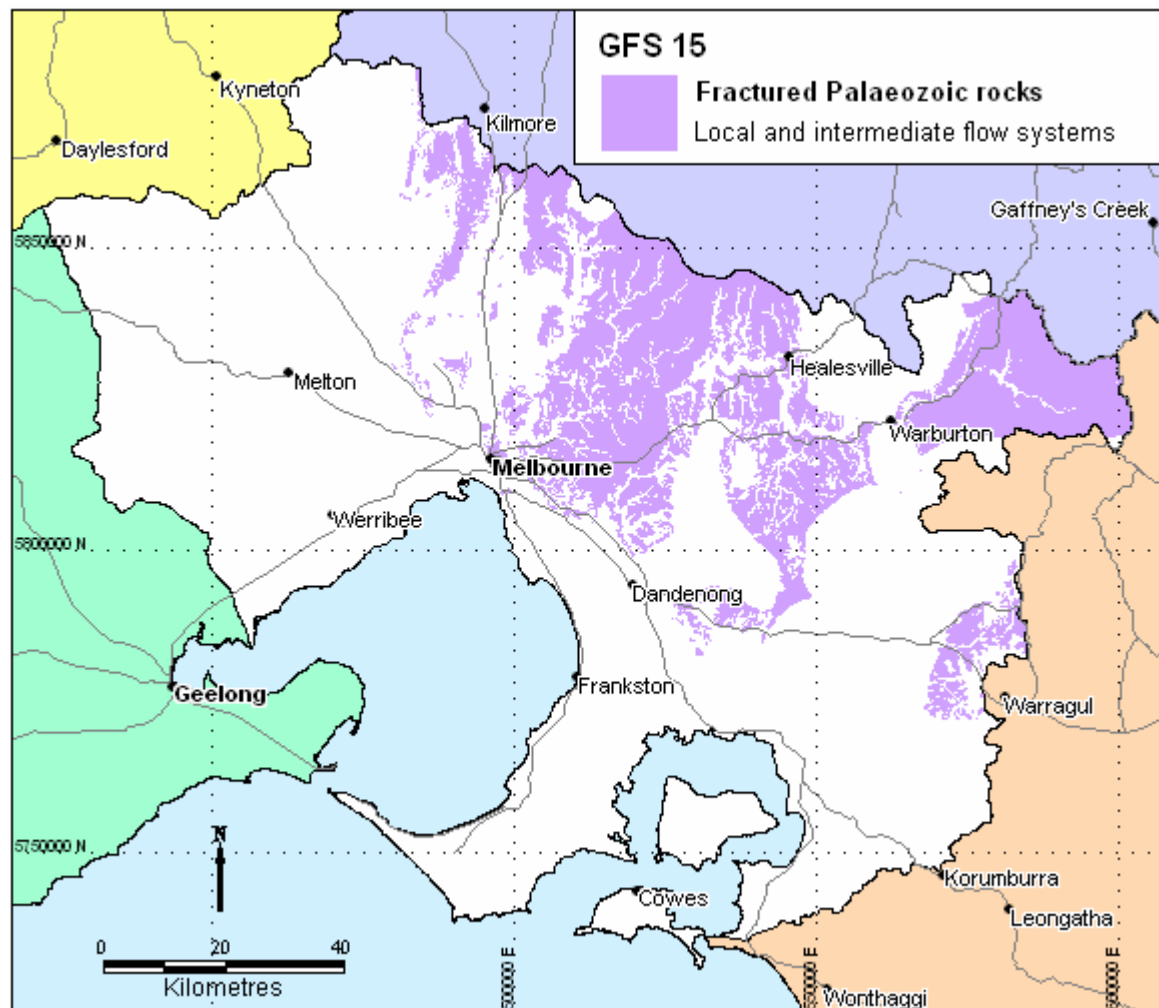 GFS 15
Fractured Palaeozoic rocks
Local and intermediate flow systems
Kyneton
Kilmore
Daylesford
Gaffney's Creek
5850000 N
Healesville
Melton
Warburton
Melbourne
Werribee
5800000 N
Dandenong
Frankston
Geelong
Warragul
N
5750000 N
Korumburra
Cowes
Leongatha
0 20 40
Kilometres
Wonthaggi